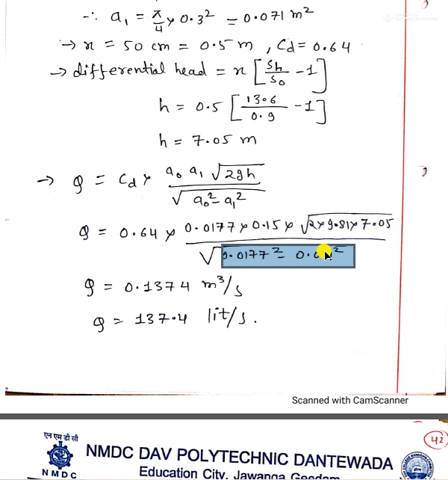 ∴ a₁ = π/4 × 0.3² = 0.071 m²
→ x = 50 cm = 0.5 m, Cd = 0.64
→ differential head = x [Sh/So - 1]
h = 0.5 [13.6/0.9 - 1]
h = 7.05 m
→ Q = Cd × a₀ a₁ √2gh / √a₀² - a₁²
Q = 0.64 × 0.0177 × 0.15 × √2 × 9.81 × 7.05
0.0177² =
Q = 0.1374 m³/s
Q = 137.4 lit/s.
Scanned with CamScanner
42
एन एम डी सी
NMDC DAV POLYTECHNIC DANTEWADA
NMDC
Education City, Jawanga Geedam